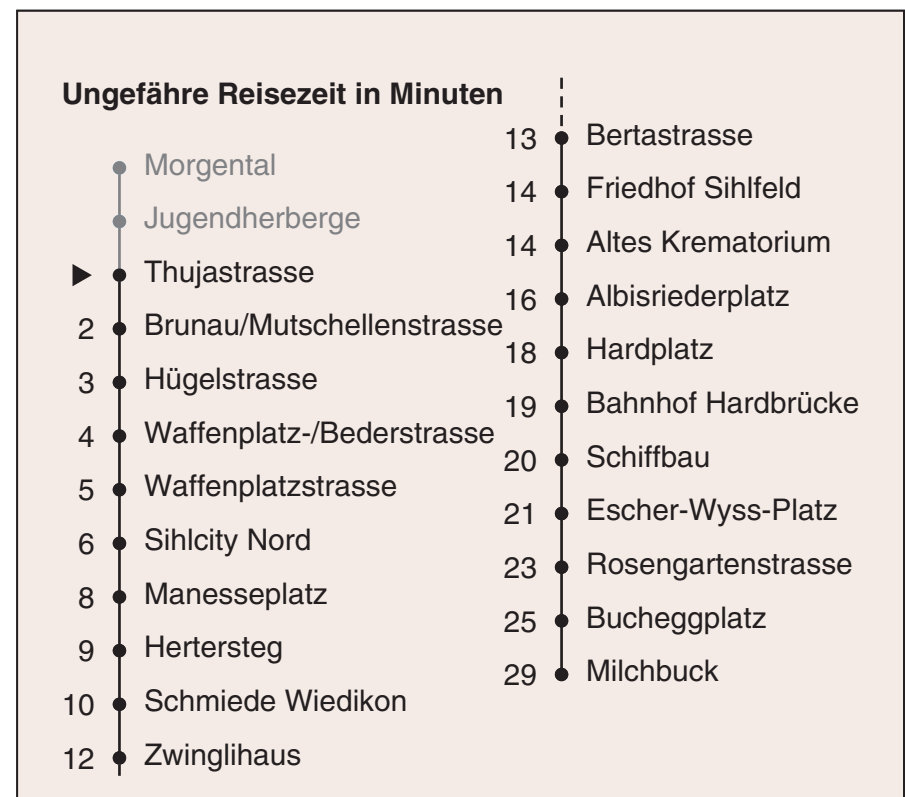 Ungefähre Reisezeit in Minuten
Morgental
Jugendherberge
Thujastrasse
2 Brunau/Mutschellenstrasse
3 Hügelstrasse
4 Waffenplatz-/Bederstrasse
5 Waffenplatzstrasse
6 Sihlcity Nord
8 Manesseplatz
9 Hertersteg
10 Schmiede Wiedikon
12 Zwinglihaus
13 Bertastrasse
14 Friedhof Sihlfeld
14 Altes Krematorium
16 Albisriederplatz
18 Hardplatz
19 Bahnhof Hardbrücke
20 Schiffbau
21 Escher-Wyss-Platz
23 Rosengartenstrasse
25 Bucheggplatz
29 Milchbuck